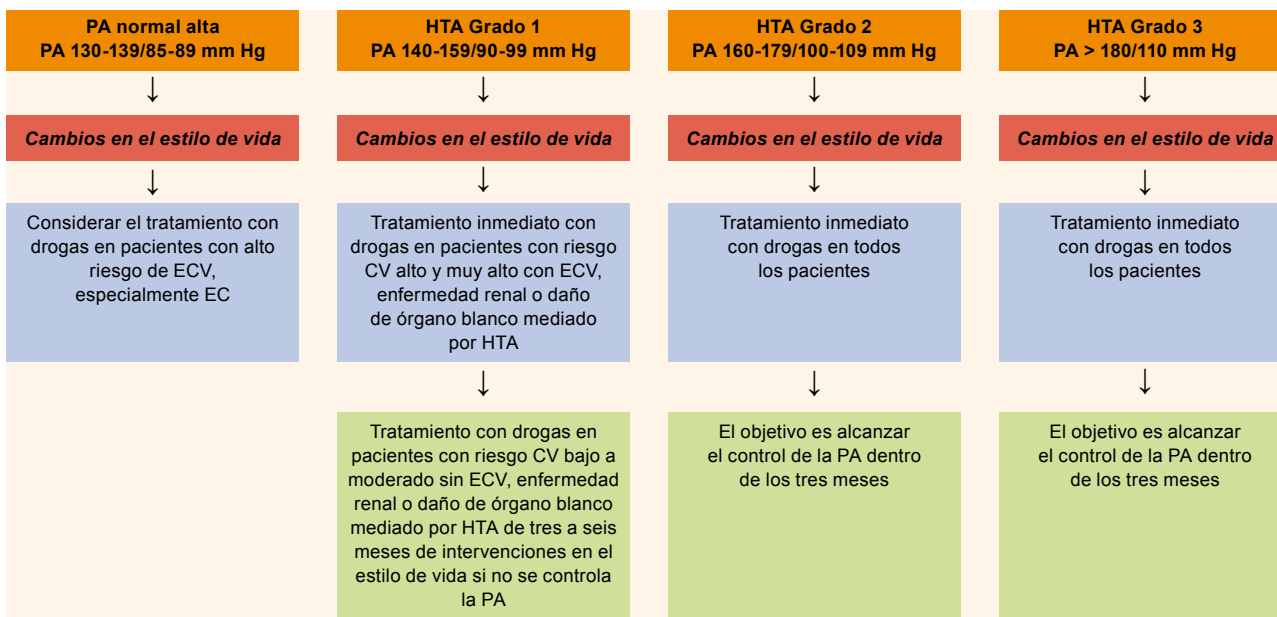 PA normal alta
PA 130-139/85-89 mm Hg
↓
Cambios en el estilo de vida
↓
Considerar el tratamiento con
drogas en pacientes con alto
riesgo de ECV,
especialmente EC
HTA Grado 1
PA 140-159/90-99 mm Hg
↓
Cambios en el estilo de vida
↓
Tratamiento inmediato con
drogas en pacientes con riesgo
CV alto y muy alto con ECV,
enfermedad renal o daño
de órgano blanco mediado
por HTA
↓
Tratamiento con drogas en
pacientes con riesgo CV bajo a
moderado sin ECV, enfermedad
renal o daño de órgano blanco
mediado por HTA de tres a seis
meses de intervenciones en el
estilo de vida si no se controla
la PA
HTA Grado 2
PA 160-179/100-109 mm Hg
↓
Cambios en el estilo de vida
↓
Tratamiento inmediato
con drogas en todos
los pacientes
↓
El objetivo es alcanzar
el control de la PA dentro
de los tres meses
HTA Grado 3
PA > 180/110 mm Hg
↓
Cambios en el estilo de vida
↓
Tratamiento inmediato
con drogas en todos
los pacientes
↓
El objetivo es alcanzar
el control de la PA dentro
de los tres meses